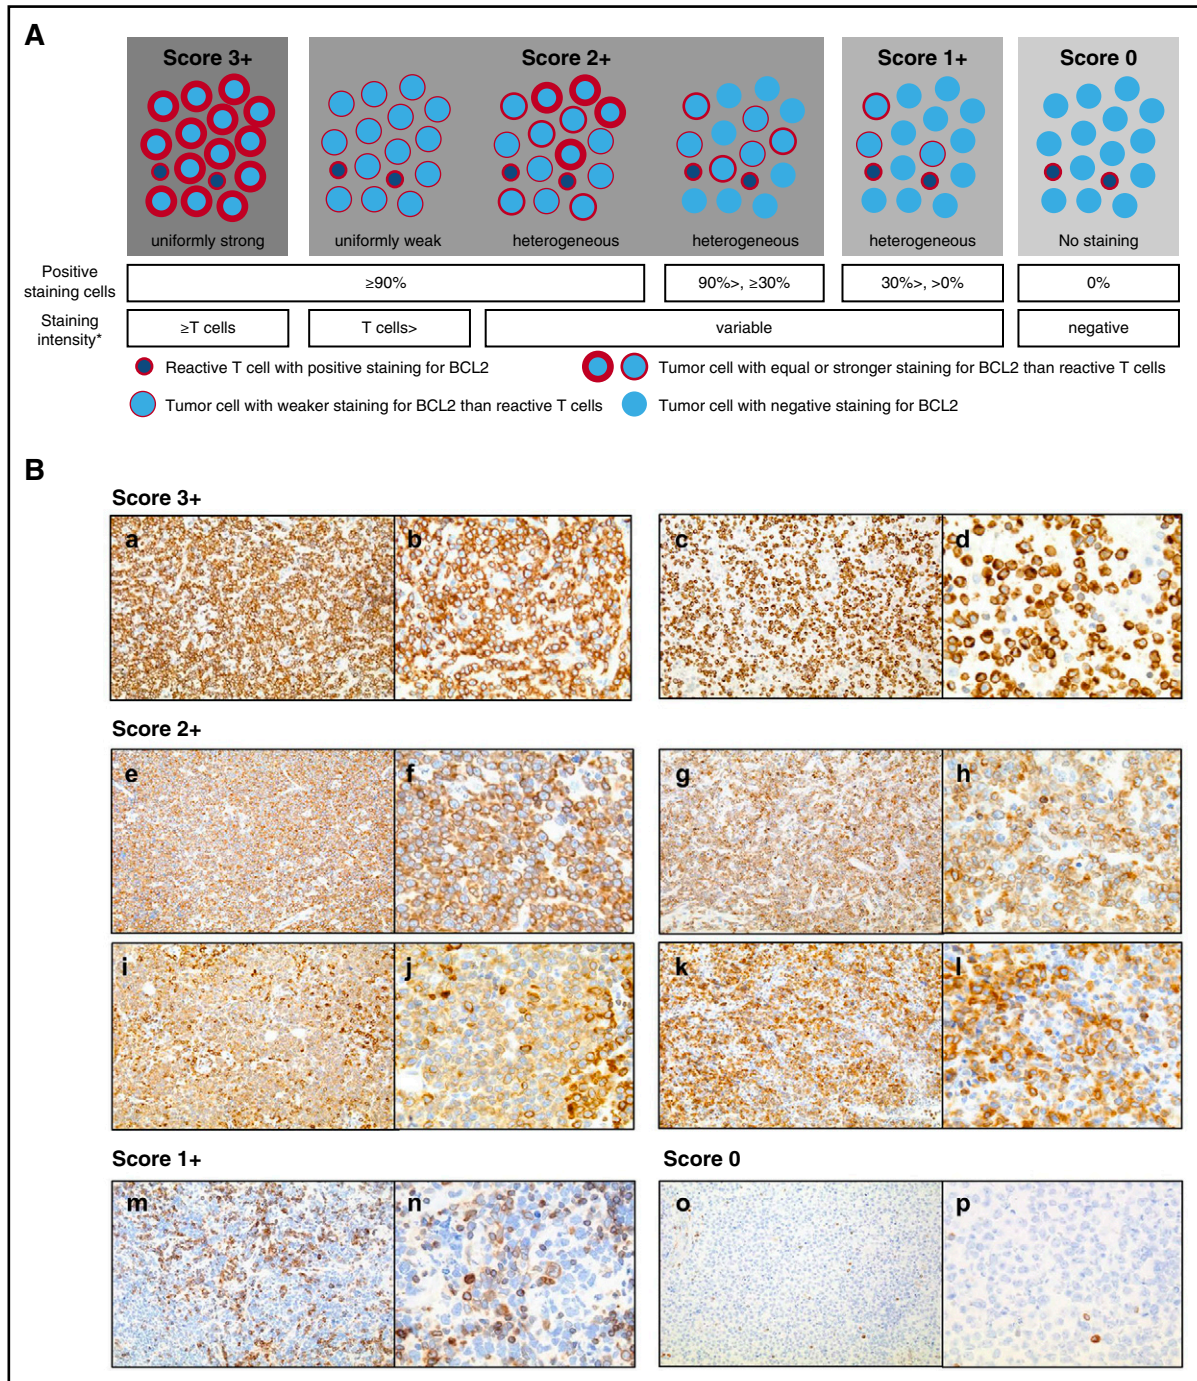 A
Score 3+
Score 2+
Score 1+
Score 0
uniformly strong
uniformly weak
heterogeneous
heterogeneous
heterogeneous
No staining
Positive
staining cells
≥90%
90%>, ≥30%
30%>, >0%
0%
Staining
intensity*
≥T cells
T cells>
variable
negative
Reactive T cell with positive staining for BCL2
Tumor cell with equal or stronger staining for BCL2 than reactive T cells
Tumor cell with weaker staining for BCL2 than reactive T cells
Tumor cell with negative staining for BCL2
B
Score 3+
a
b
c
d
Score 2+
e
f
g
h
i
j
k
l
Score 1+
Score 0
m
n
o
p